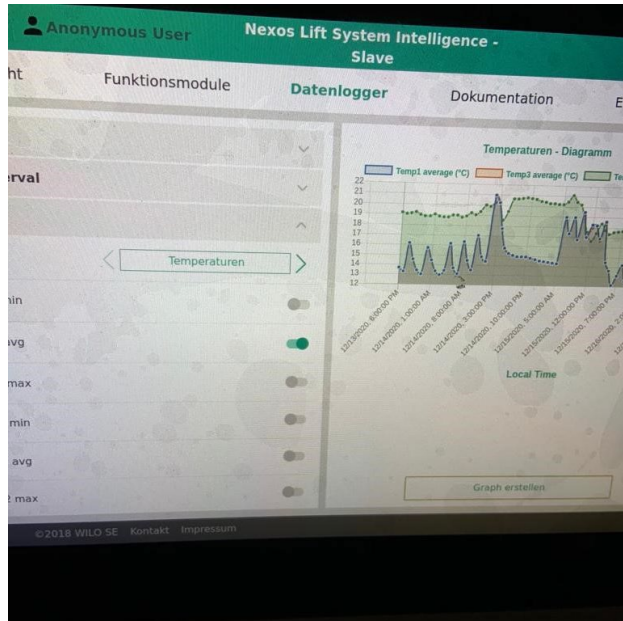 Anonymous User
Nexos Lift System Intelligence -
Slave
ht
Funktionsmodule
Datenlogger
Dokumentation
E
erval
Temperaturen
min
avg
max
min
avg
max
Temperaturen - Diagramm
Temp1 average (°C)
Temp3 average (°C)
Te
22
21
20
19
18
17
16
15
14
13
12
12/13/2020, 6:00:00 PM
12/14/2020, 1:00:00 AM
12/14/2020, 8:00:00 AM
12/14/2020, 3:00:00 PM
12/14/2020, 10:00:00 PM
12/15/2020, 5:00:00 AM
12/15/2020, 12:00:00 PM
12/15/2020, 7:00:00 PM
Local Time
Graph erstellen
©2018 WILO SE Kontakt Impressum